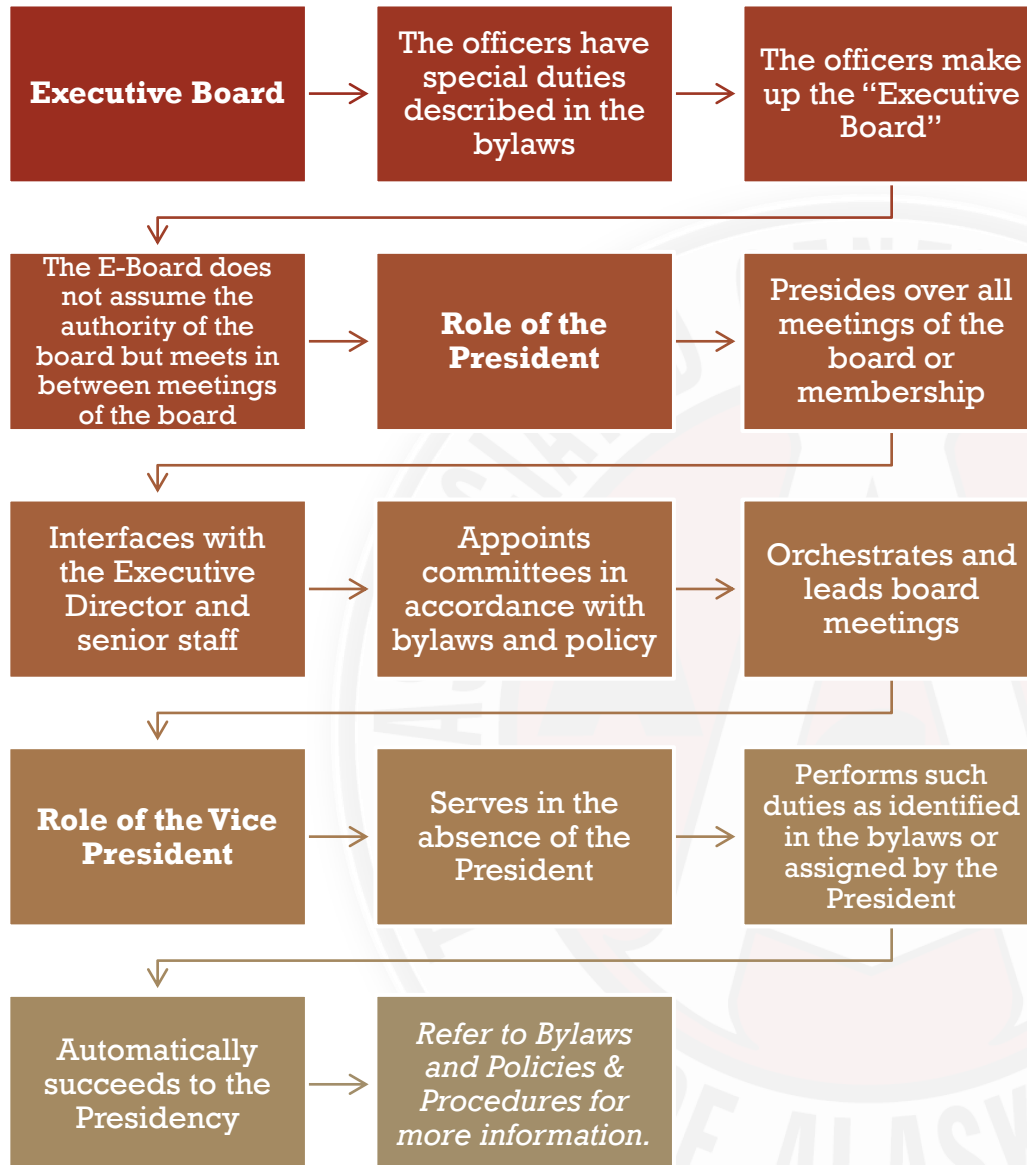 Executive Board
The officers have
special duties
described in the
bylaws
The officers make
up the “Executive
Board”
The E-Board does
not assume the
authority of the
board but meets in
between meetings
of the board
Role of the
President
Presides over all
meetings of the
board or
membership
Interfaces with
the Executive
Director and
senior staff
Appoints
committees in
accordance with
bylaws and policy
Orchestrates and
leads board
meetings
Role of the Vice
President
Serves in the
absence of the
President
Performs such
duties as identified
in the bylaws or
assigned by the
President
Automatically
succeeds to the
Presidency
Refer to Bylaws
and Policies &
Procedures for
more information.